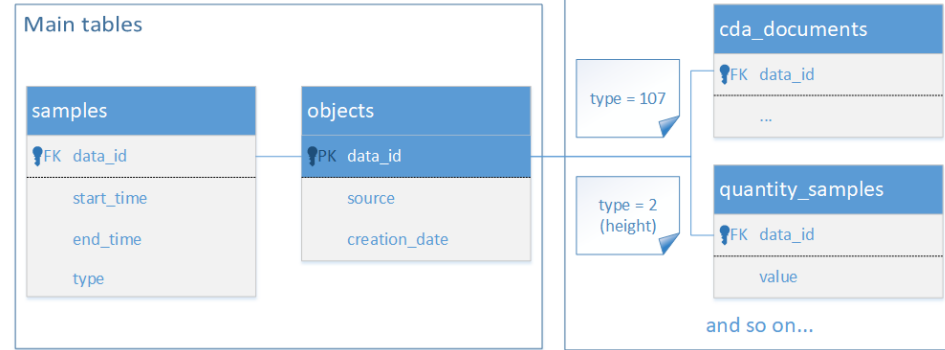 Main tables
samples
FK data_id
start_time
end_time
type
objects
PK data_id
source
creation_date
type = 107
type = 2
(height)
cda_documents
FK data_id
...
quantity_samples
FK data_id
value
and so on...